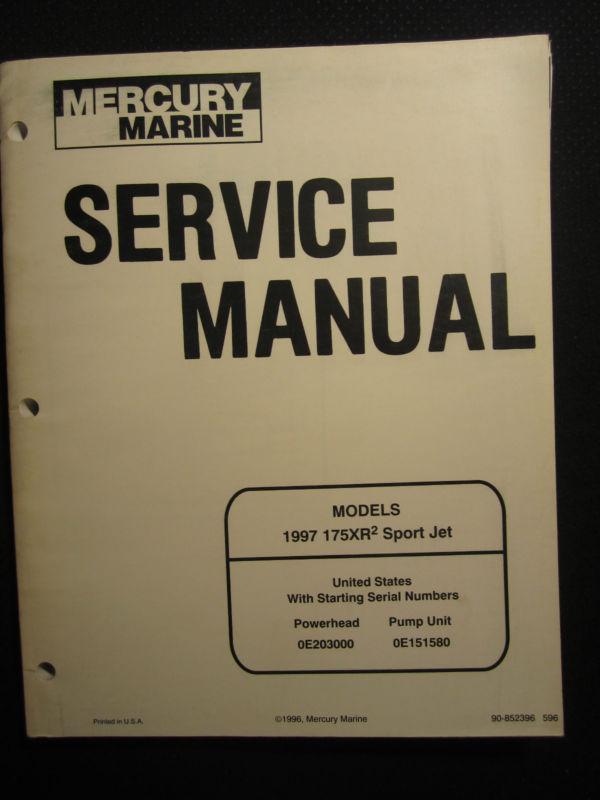 MERCURY
MARINE
SERVICE
MANUAL
MODELS
1997 175XR² Sport Jet
United States
With Starting Serial Numbers
Powerhead Pump Unit
0E203000 0E151580
Printed in U.S.A. ©1996, Mercury Marine 90-852396 596